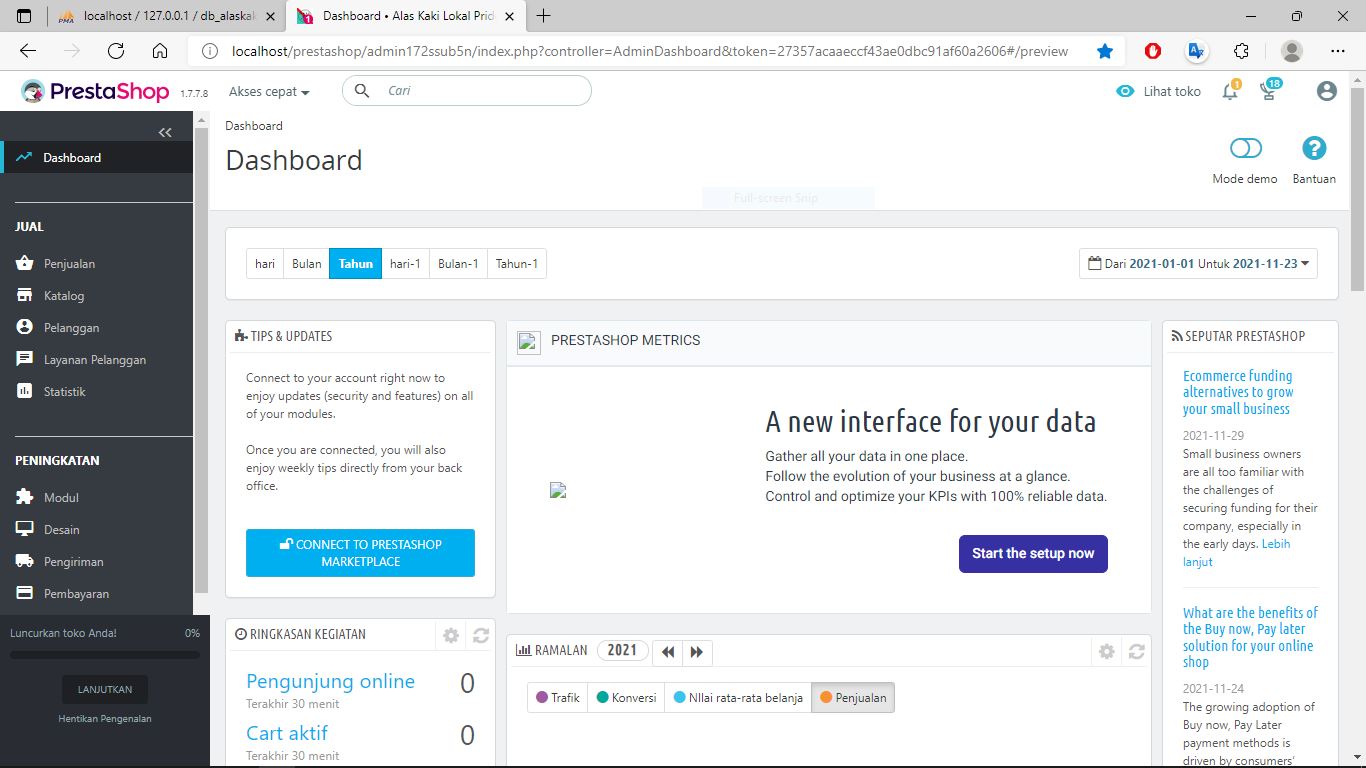 localhost / 127.0.0.1 / db_alaskak
Dashboard • Alas Kaki Lokal Prid
localhost/prestashop/admin172ssub5n/index.php?controller=AdminDashboard&token=27357acaaeccf43ae0dbc91af60a2606#/preview
PrestaShop 1.7.7.8
Akses cepat
Cari
Lihat toko
1
18
Dashboard
Dashboard
Mode demo
Bantuan
Full-screen Snip
Dashboard
JUAL
Penjualan
Katalog
Pelanggan
Layanan Pelanggan
Statistik
PENINGKATAN
Modul
Desain
Pengiriman
Pembayaran
Luncurkan toko Anda! 0%
LANJUTKAN
Hentikan Pengenalan
hari Bulan Tahun hari-1 Bulan-1 Tahun-1
Dari 2021-01-01 Untuk 2021-11-23
TIPS & UPDATES
Connect to your account right now to
enjoy updates (security and features) on all
of your modules.
Once you are connected, you will also
enjoy weekly tips directly from your back
office.
CONNECT TO PRESTASHOP
MARKETPLACE
RINGKASAN KEGIATAN
Pengunjung online 0
Terakhir 30 menit
Cart aktif 0
Terakhir 30 menit
PRESTASHOP METRICS
A new interface for your data
Gather all your data in one place.
Follow the evolution of your business at a glance.
Control and optimize your KPIs with 100% reliable data.
Start the setup now
RAMALAN 2021
Trafik Konversi NIlai rata-rata belanja Penjualan
SEPUTAR PRESTASHOP
Ecommerce funding
alternatives to grow
your small business
2021-11-29
Small business owners
are all too familiar with
the challenges of
securing funding for their
company, especially in
the early days. Lebih
lanjut
What are the benefits of
the Buy now, Pay later
solution for your online
shop
2021-11-24
The growing adoption of
Buy now, Pay Later
payment methods is
driven by consumers'